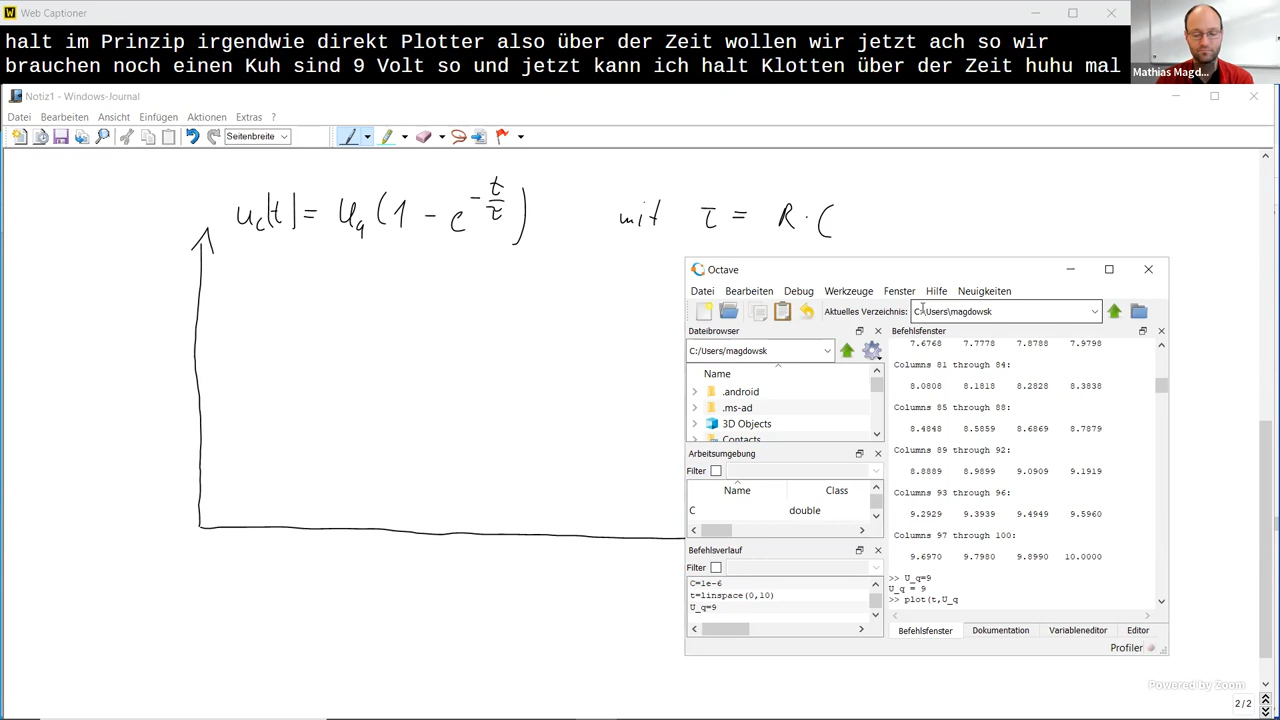 Web Captioner
halt im Prinzip irgendwie direkt Plotter also über der Zeit wollen wir jetzt ach so wir
brauchen noch einen Kuh sind 9 Volt so und jetzt kann ich halt Klotten über der Zeit huhu mal
Mathias Magd...
Notiz1 - Windows-Journal
Datei Bearbeiten Ansicht Einfügen Aktionen Extras ?
Seitenbreite
u_c(t) = U_q (1 - e^{-t/τ}) mit τ = R · C
Octave
Datei Bearbeiten Debug Werkzeuge Fenster Hilfe Neuigkeiten
Aktuelles Verzeichnis: C:\Users\magdowsk
Dateibrowser
C:/Users/magdowsk
Name
.android
.ms-ad
3D Objects
Contacts
Arbeitsumgebung
Filter
Name Class
C double
Befehlsverlauf
Filter
C=1e-6
t=linspace(0,10)
U_q=9
Befehlsfenster
7.6768 7.7778 7.8788 7.9798
Columns 81 through 84:
8.0808 8.1818 8.2828 8.3838
Columns 85 through 88:
8.4848 8.5859 8.6869 8.7879
Columns 89 through 92:
8.8889 8.9899 9.0909 9.1919
Columns 93 through 96:
9.2929 9.3939 9.4949 9.5960
Columns 97 through 100:
9.6970 9.7980 9.8990 10.0000
>> U_q=9
U_q = 9
>> plot(t,U_q
Befehlsfenster Dokumentation Variableneditor Editor
Profiler
Powered by Zoom
2/2